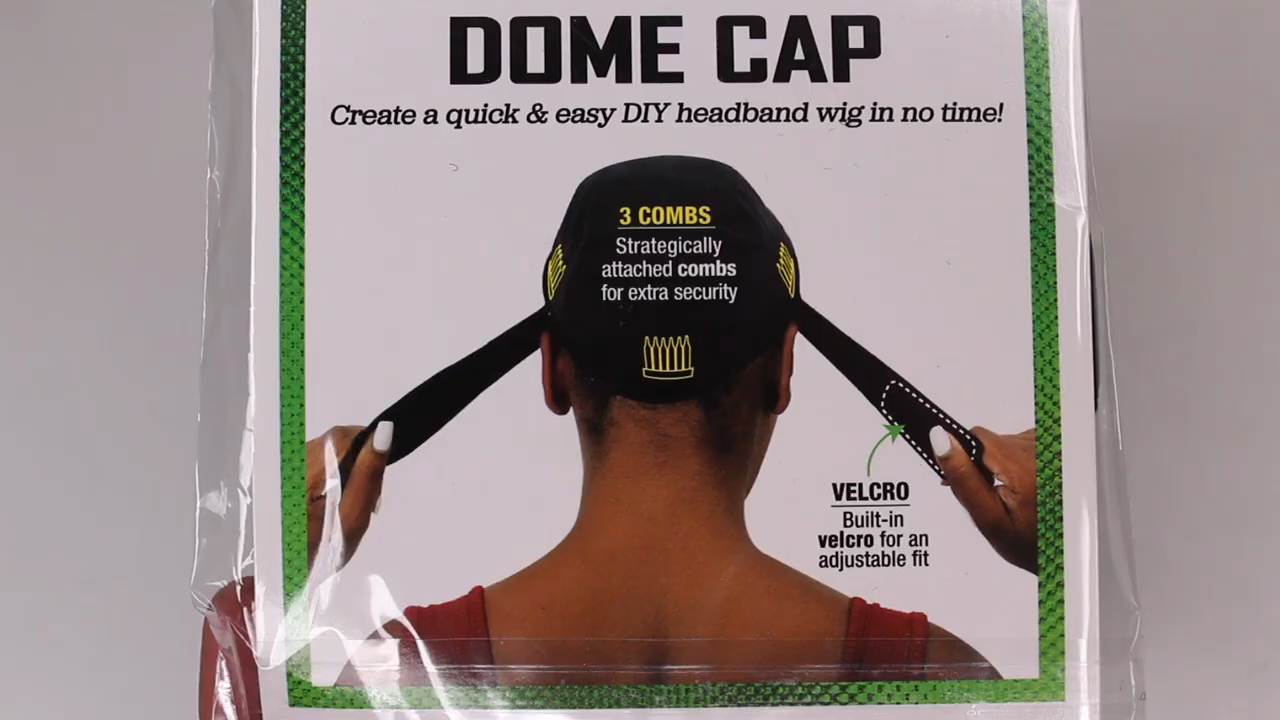 DOME CAP
Create a quick & easy DIY headband wig in no time!
3 COMBS
Strategically
attached combs
for extra security
VELCRO
Built-in
velcro for an
adjustable fit